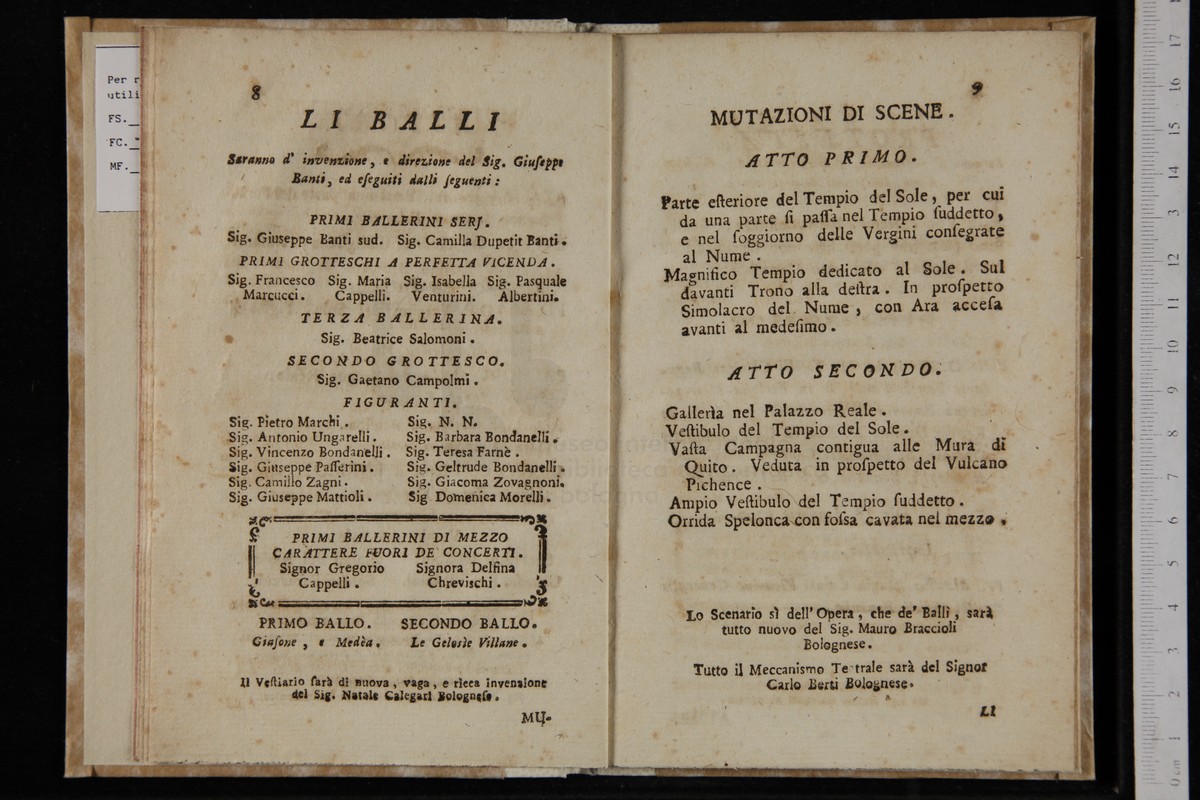 Per r
utili
FS._
FC._
MF._
8
LI BALLI
Saranno d' invenzione, e direzione del Sig. Giuſeppe
Banti, ed eſeguiti dalli ſeguenti:
PRIMI BALLERINI SERJ.
Sig. Giuseppe Banti sud. Sig. Camilla Dupetit Banti.
PRIMI GROTTESCHI A PERFETTA VICENDA.
Sig. Francesco Sig. Maria Sig. Isabella Sig. Pasquale
Marcucci. Cappelli. Venturini. Albertini.
TERZA BALLERINA.
Sig. Beatrice Salomoni.
SECONDO GROTTESCO.
Sig. Gaetano Campolmi.
FIGURANTI.
Sig. Pietro Marchi. Sig. N. N.
Sig. Antonio Ungarelli. Sig. Barbara Bondanelli.
Sig. Vincenzo Bondanelli. Sig. Teresa Farnè.
Sig. Giuseppe Paſſerini. Sig. Geltrude Bondanelli.
Sig. Camillo Zagni. Sig. Giacoma Zovagnoni.
Sig. Giuseppe Mattioli. Sig. Domenica Morelli.
PRIMI BALLERINI DI MEZZO
CARATTERE FUORI DE' CONCERTI.
Signor Gregorio Signora Delfina
Cappelli. Chrevischi.
PRIMO BALLO. SECONDO BALLO.
Giaſone, e Medèa. Le Gelosìe Villane.
Il Veſtiario ſarà di nuova, vaga, e ricca invenzione
del Sig. Natale Calegari Bologneſe.
MU-
9
MUTAZIONI DI SCENE.
ATTO PRIMO.
Parte eſteriore del Tempio del Sole, per cui
da una parte ſi paſſa nel Tempio ſuddetto,
e nel ſoggiorno delle Vergini conſegrate
al Nume.
Magnifico Tempio dedicato al Sole. Sul
davanti Trono alla deſtra. In proſpetto
Simolacro del Nume, con Ara acceſa
avanti al medeſimo.
ATTO SECONDO.
Gallerìa nel Palazzo Reale.
Veſtibulo del Tempio del Sole.
Vaſta Campagna contigua alle Mura di
Quito. Veduta in proſpetto del Vulcano
Pichence.
Ampio Veſtibulo del Tempio ſuddetto.
Orrida Spelonca con foſsa cavata nel mezzo.
Lo Scenario sì dell' Opera, che de' Balli, sarà
tutto nuovo del Sig. Mauro Braccioli
Bolognese.
Tutto il Meccanismo Teatrale sarà del Signor
Carlo Berti Bolognese.
LI